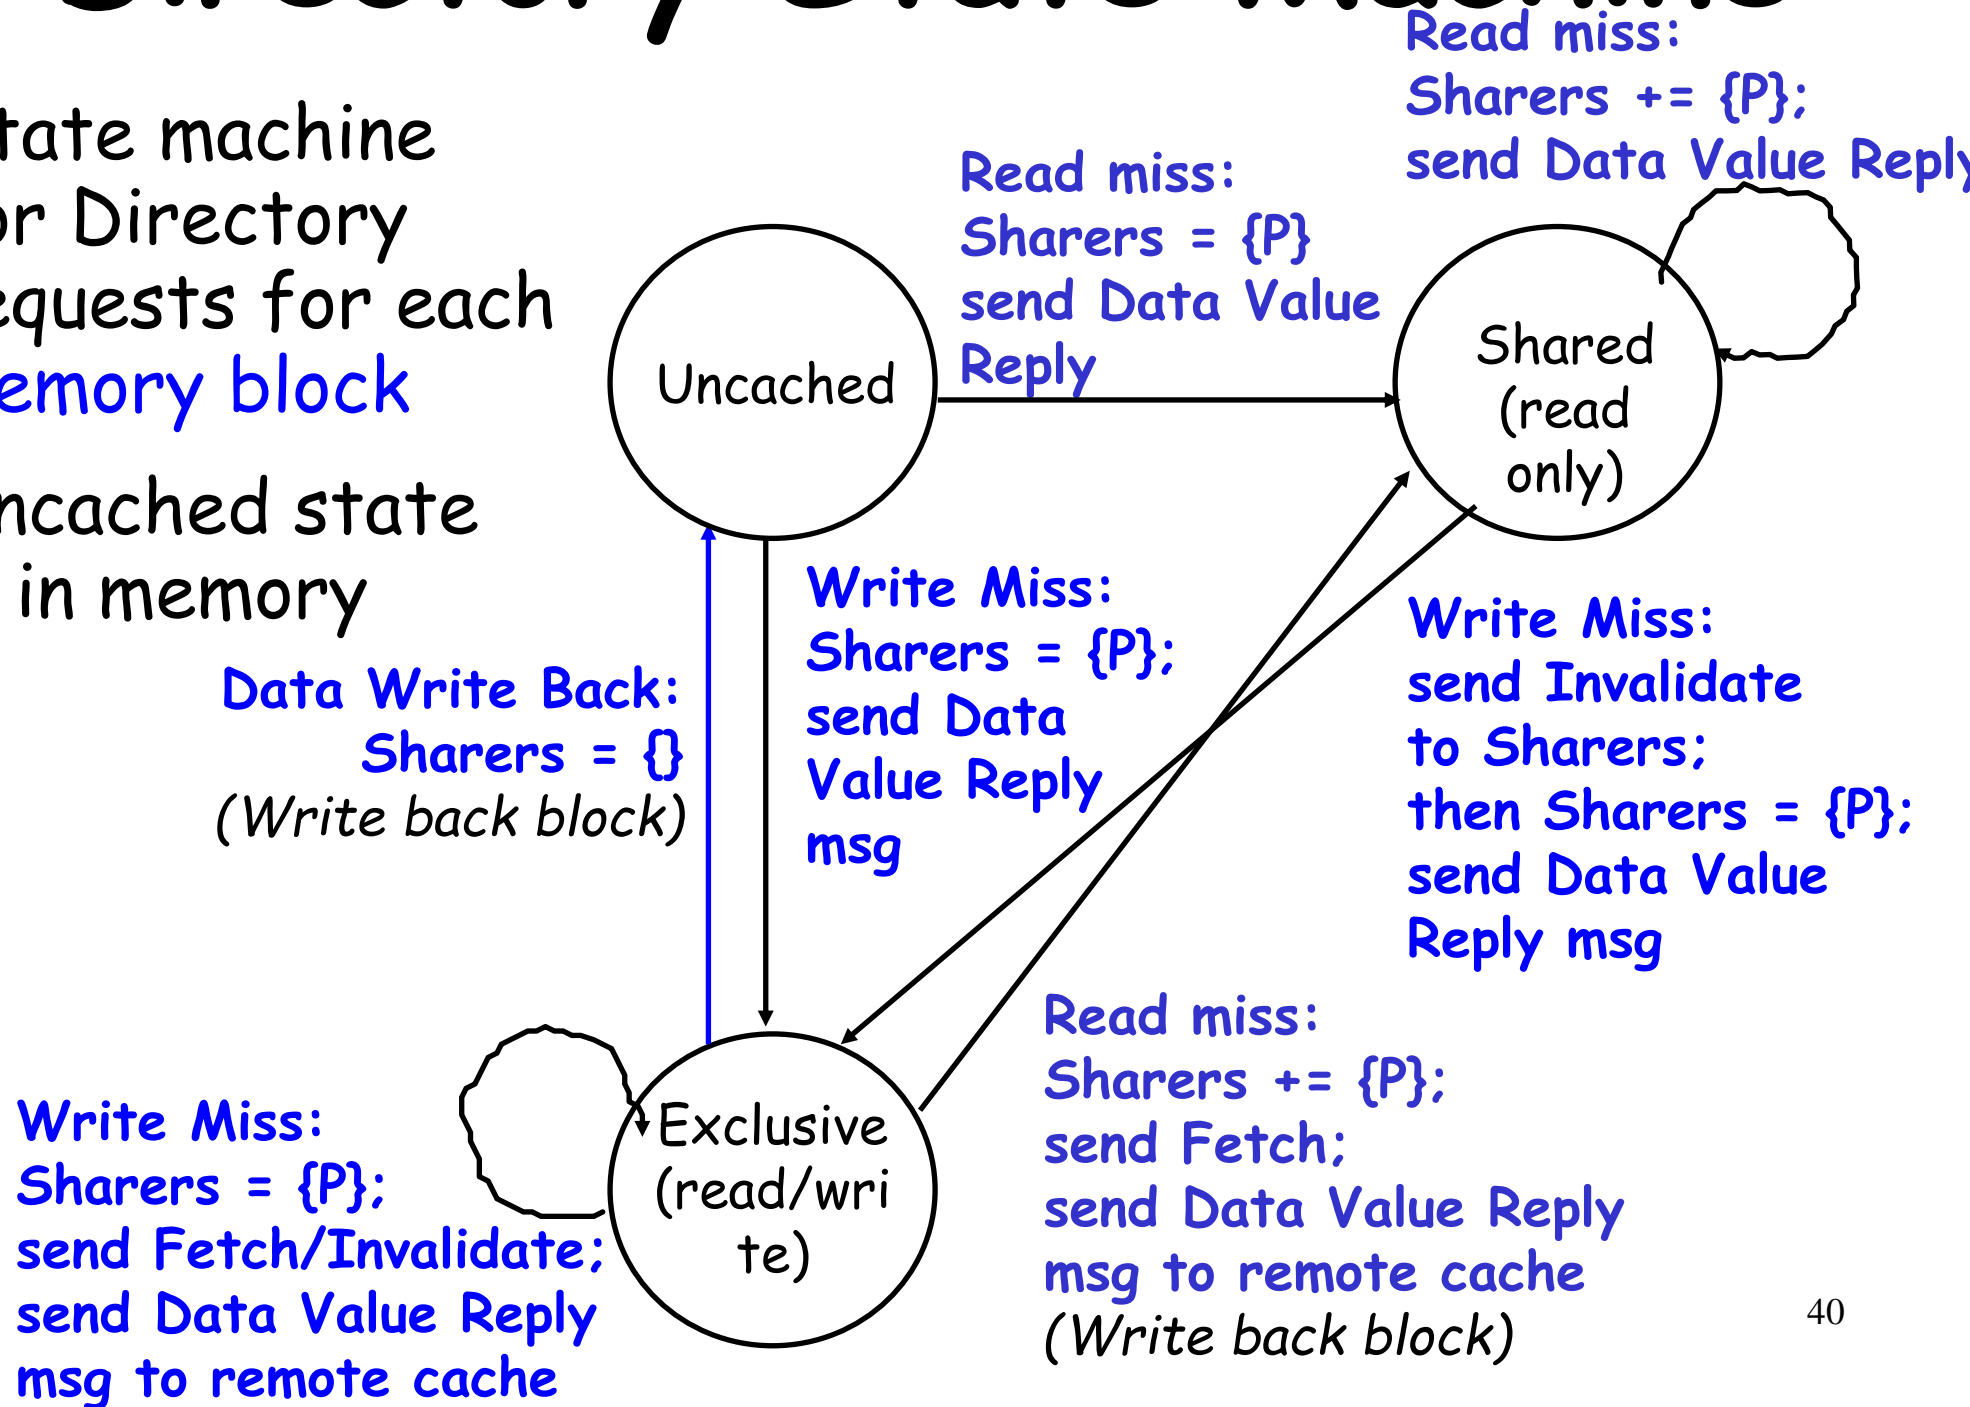 Directory State Machine
tate machine
or Directory
equests for each
emory block
ncached state
in memory
Read miss:
Sharers += {P};
send Data Value Reply
Read miss:
Sharers = {P}
send Data Value
Reply
Uncached
Shared
(read
only)
Write Miss:
Sharers = {P};
send Data
Value Reply
msg
Data Write Back:
Sharers = {}
(Write back block)
Write Miss:
send Invalidate
to Sharers;
then Sharers = {P};
send Data Value
Reply msg
Exclusive
(read/wri
te)
Write Miss:
Sharers = {P};
send Fetch/Invalidate;
send Data Value Reply
msg to remote cache
Read miss:
Sharers += {P};
send Fetch;
send Data Value Reply
msg to remote cache
(Write back block)
40